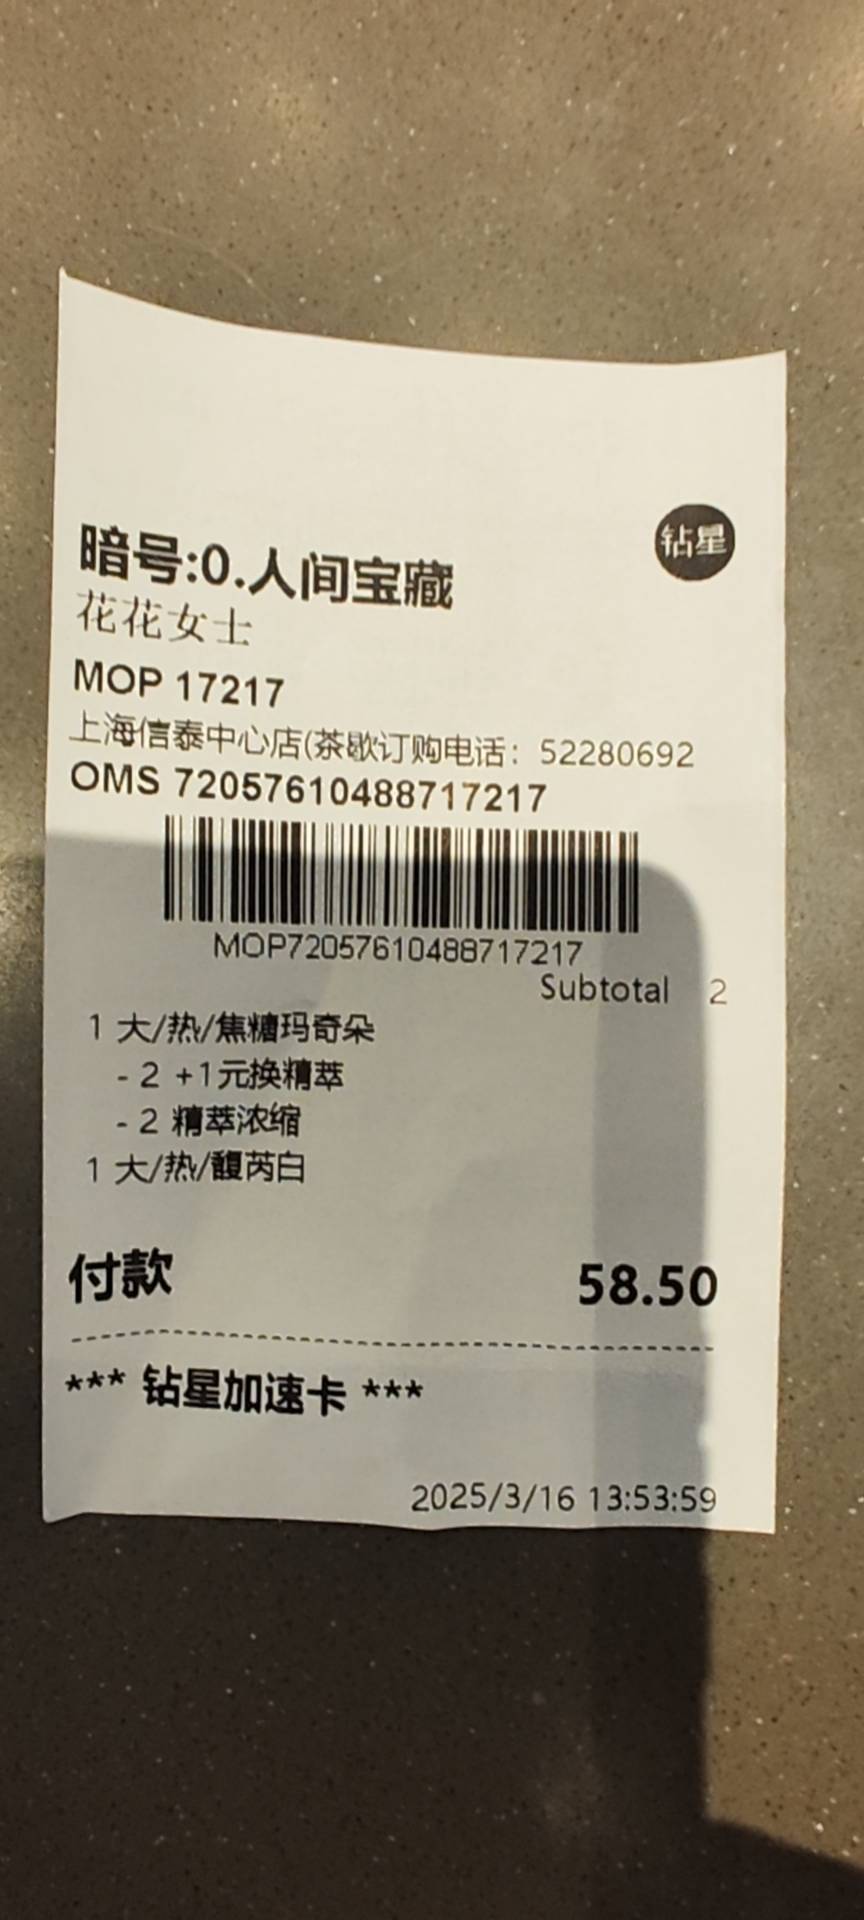 钻星
暗号:0.人间宝藏
花花女士
MOP 17217
上海信泰中心店(茶歇订购电话：52280692
OMS 72057610488717217
MOP72057610488717217
Subtotal 2
1 大/热/焦糖玛奇朵
- 2 +1元换精萃
- 2 精萃浓缩
1 大/热/馥芮白
付款 58.50
*** 钻星加速卡 ***
2025/3/16 13:53:59